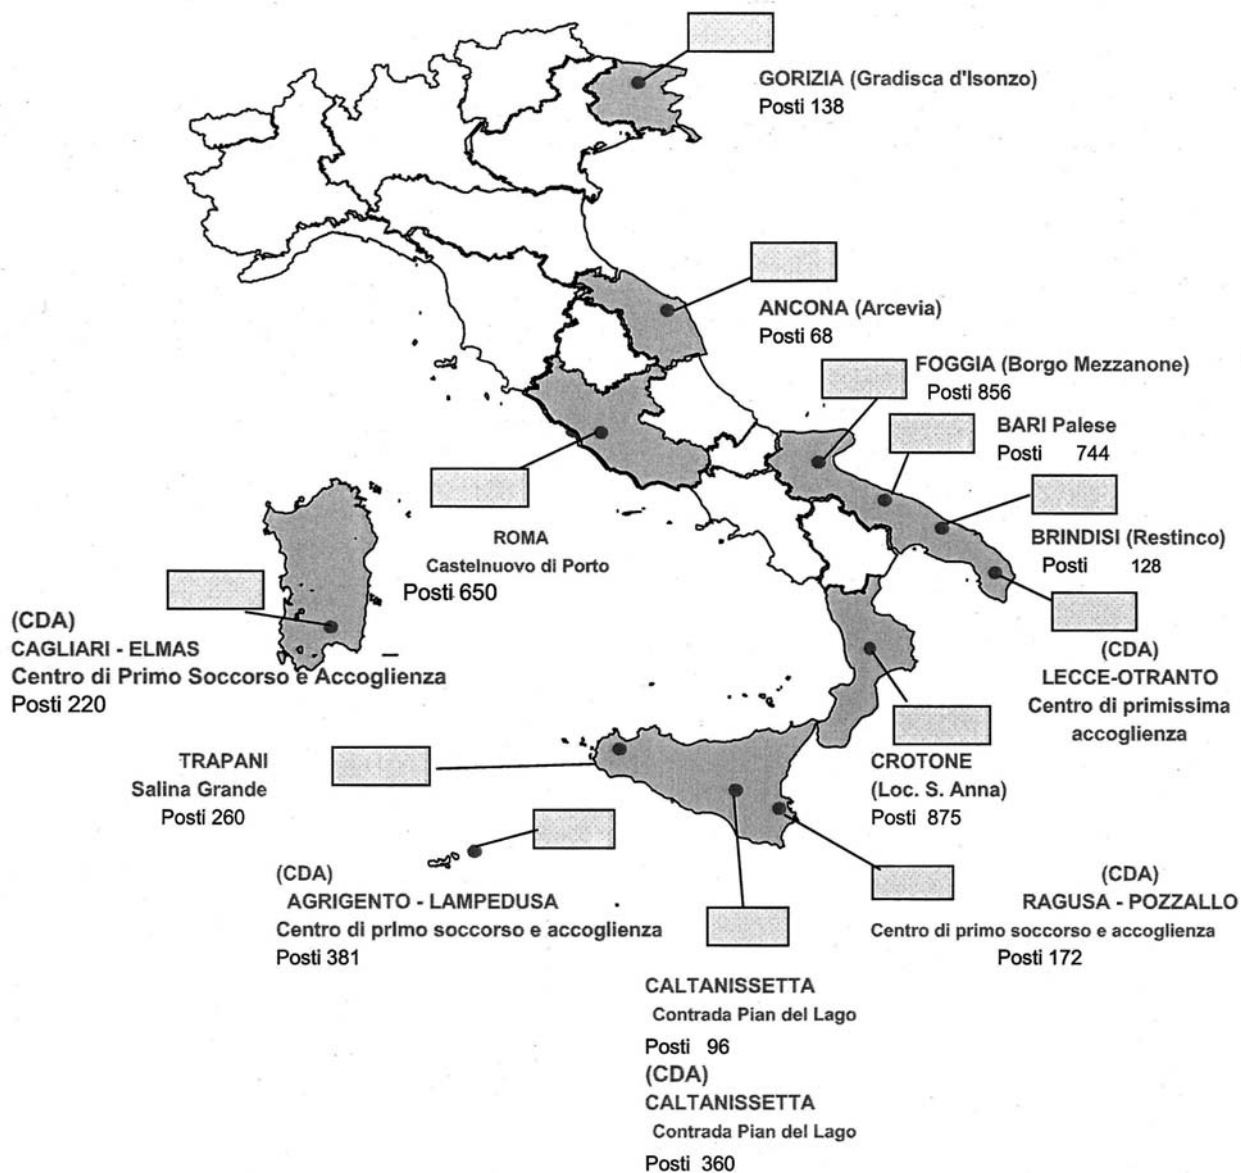 GORIZIA (Gradisca d'Isonzo)
Posti 138
ANCONA (Arcevia)
Posti 68
FOGGIA (Borgo Mezzanone)
Posti 856
BARI Palese
Posti 744
BRINDISI (Restinco)
Posti 128
(CDA)
LECCE-OTRANTO
Centro di primissima
accoglienza
ROMA
Castelnuovo di Porto
Posti 650
(CDA)
CAGLIARI - ELMAS
Centro di Primo Soccorso e Accoglienza
Posti 220
CROTONE
(Loc. S. Anna)
Posti 875
TRAPANI
Salina Grande
Posti 260
(CDA)
AGRIGENTO - LAMPEDUSA
Centro di prImo soccorso e accoglienza
Posti 381
(CDA)
RAGUSA - POZZALLO
Centro di primo soccorso e accoglienza
Posti 172
CALTANISSETTA
Contrada Pian del Lago
Posti 96
(CDA)
CALTANISSETTA
Contrada Pian del Lago
Posti 360